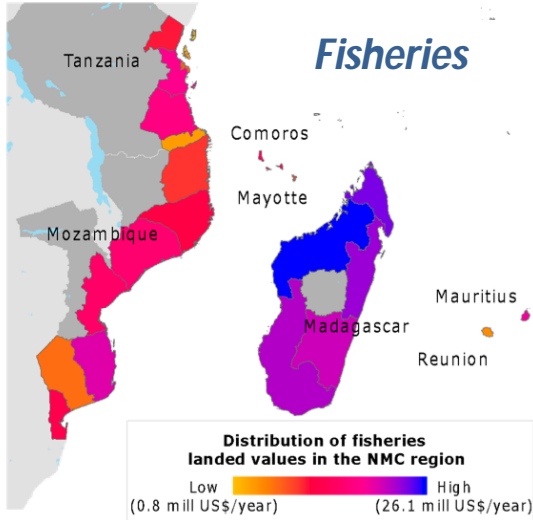 Fisheries
Tanzania
Comoros
Mayotte
Mozambique
Mauritius
Madagascar
Reunion
Distribution of fisheries
landed values in the NMC region
Low High
(0.8 mill US$/year) (26.1 mill US$/year)